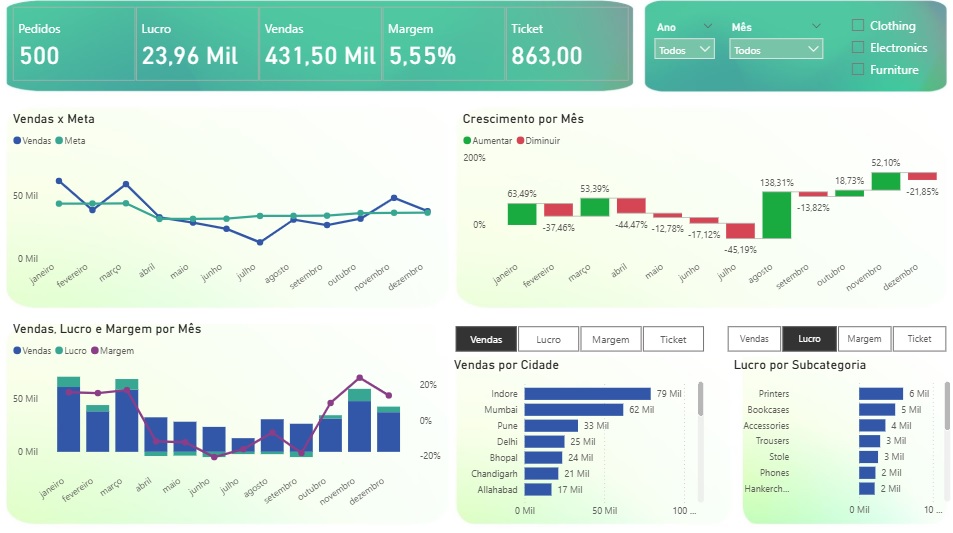 Pedidos
500
Lucro
23,96 Mil
Vendas
431,50 Mil
Margem
5,55%
Ticket
863,00
Ano
Todos
Mês
Todos
Clothing
Electronics
Furniture
Vendas x Meta
Vendas Meta
50 Mil
0 Mil
janeiro fevereiro março abril maio junho julho agosto setembro outubro novembro dezembro
Crescimento por Mês
Aumentar Diminuir
200%
0%
63,49% -37,46% 53,39% -44,47% -12,78% -17,12% -45,19% 138,31% -13,82% 18,73% 52,10% -21,85%
janeiro fevereiro março abril maio junho julho agosto setembro outubro novembro dezembro
Vendas, Lucro e Margem por Mês
Vendas Lucro Margem
50 Mil
0 Mil
20%
0%
-20%
janeiro fevereiro março abril maio junho julho agosto setembro outubro novembro dezembro
Vendas Lucro Margem Ticket
Vendas por Cidade
Indore 79 Mil
Mumbai 62 Mil
Pune 33 Mil
Delhi 25 Mil
Bhopal 24 Mil
Chandigarh 21 Mil
Allahabad 17 Mil
0 Mil 50 Mil 100 ...
Vendas Lucro Margem Ticket
Lucro por Subcategoria
Printers 6 Mil
Bookcases 5 Mil
Accessories 4 Mil
Trousers 3 Mil
Stole 3 Mil
Phones 2 Mil
Hankerch... 2 Mil
0 Mil 10 ...